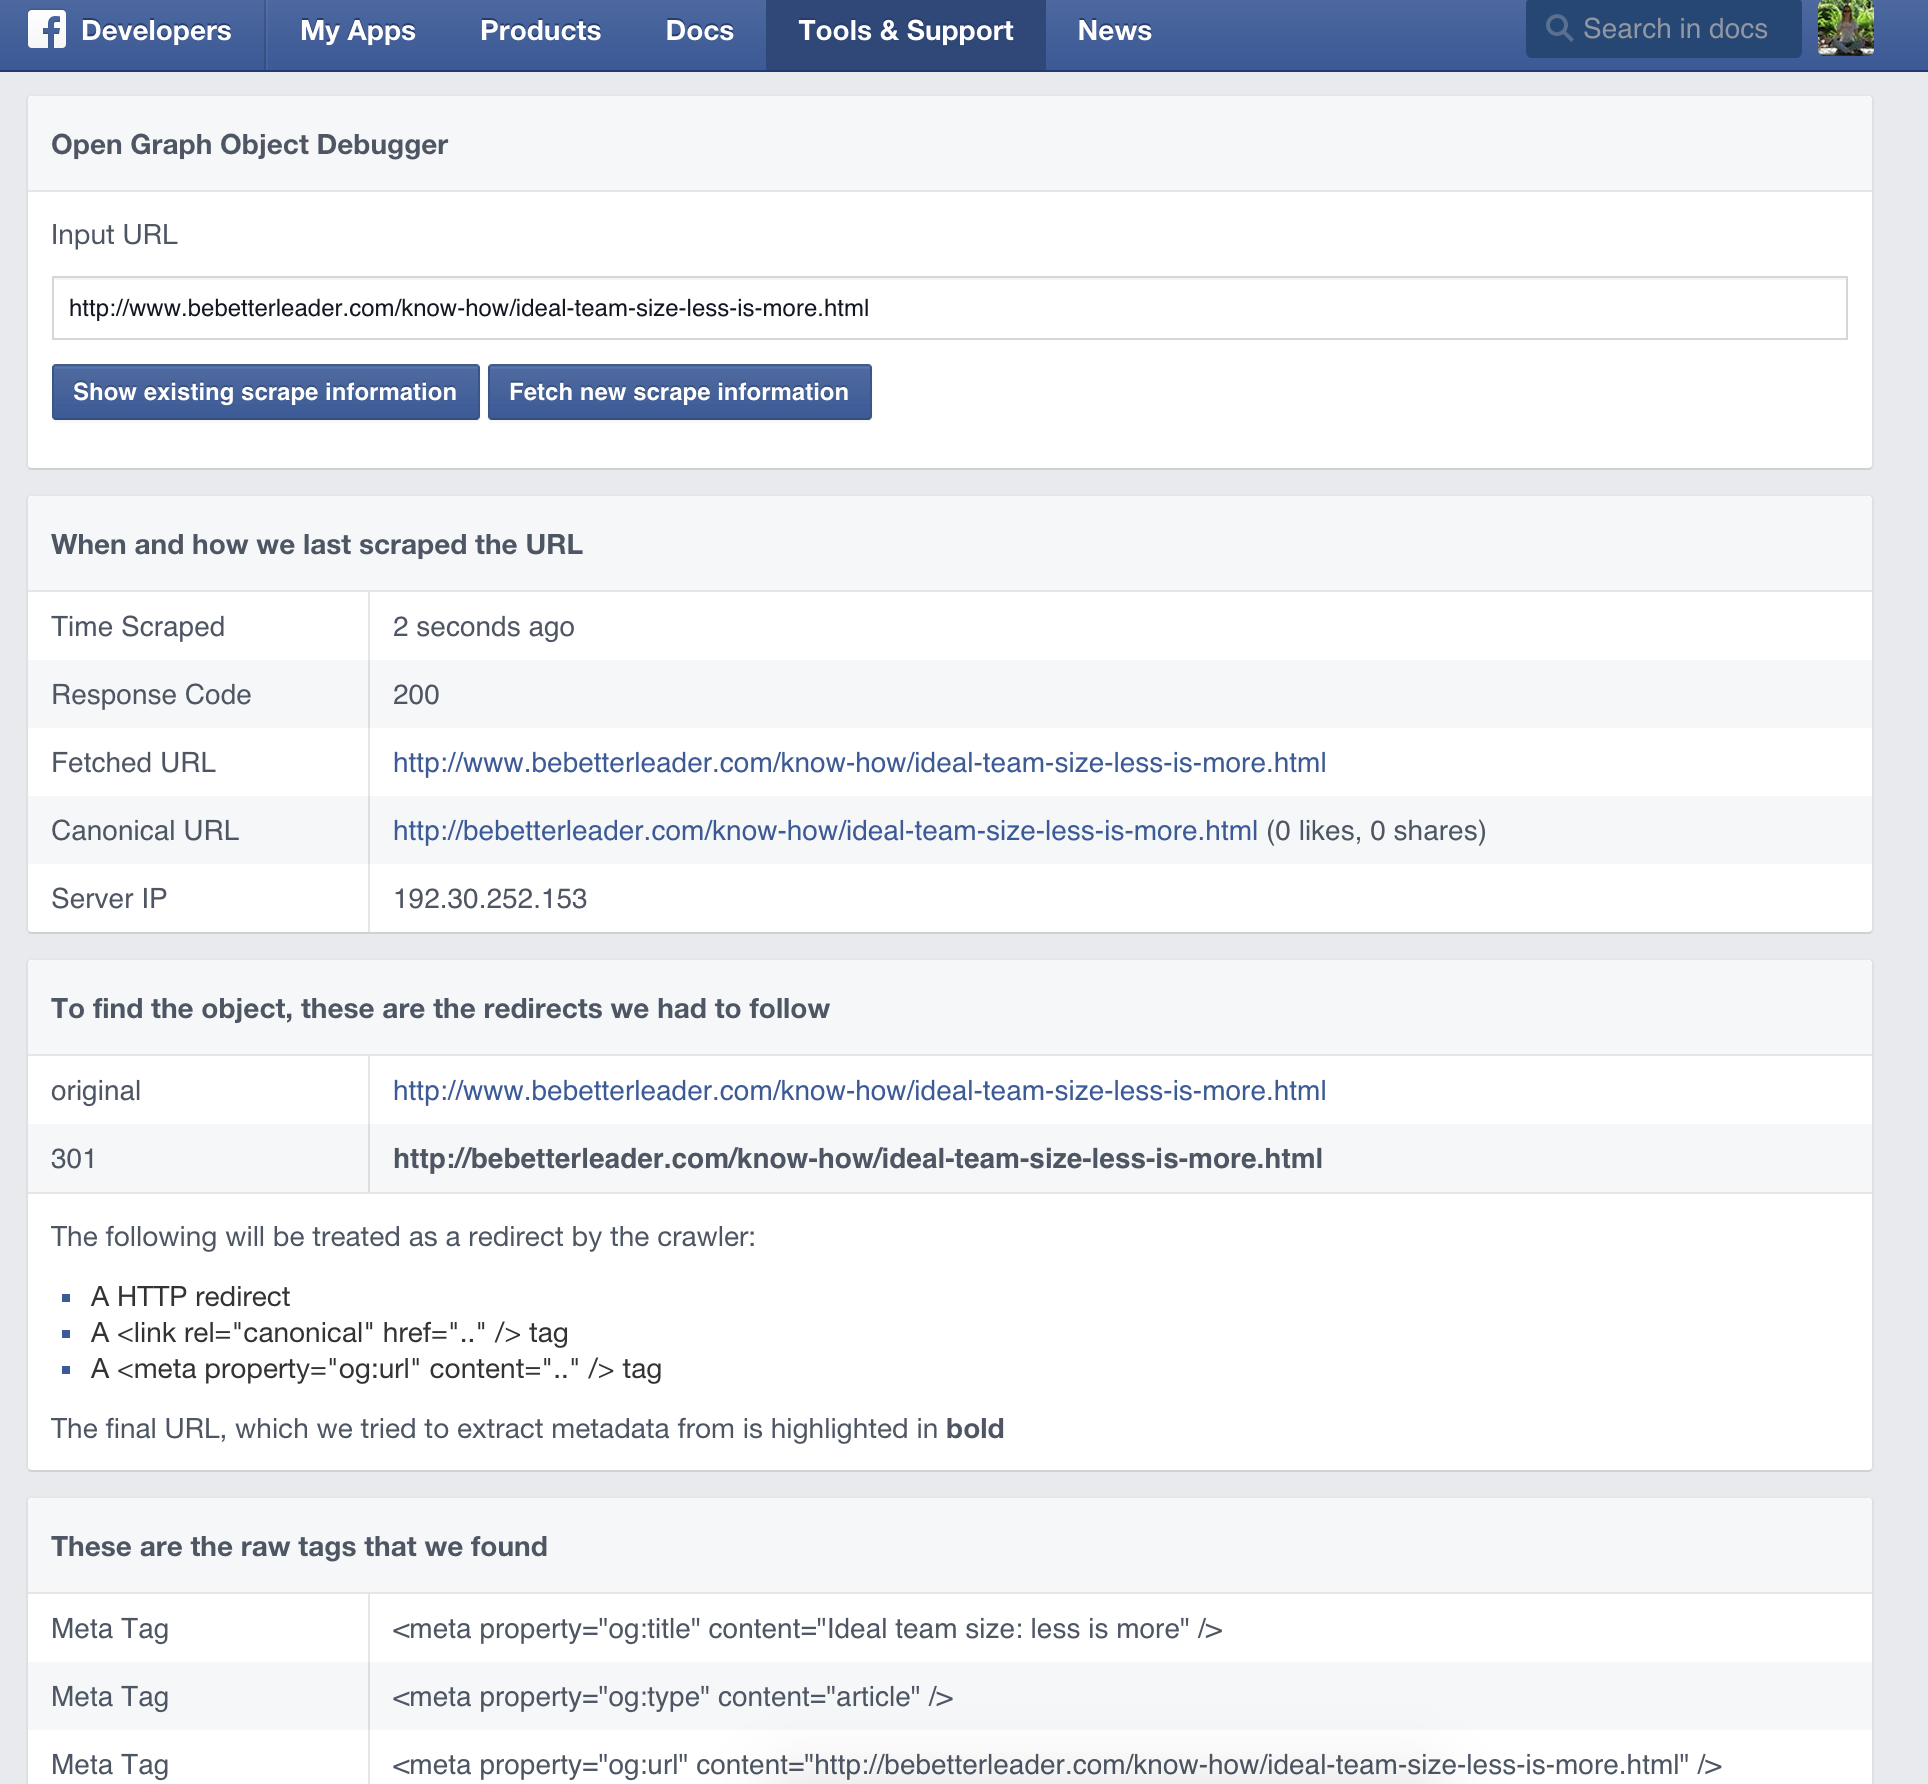 Developers My Apps Products Docs Tools & Support News Search in docs
Open Graph Object Debugger
Input URL
http://www.bebetterleader.com/know-how/ideal-team-size-less-is-more.html
Show existing scrape information Fetch new scrape information
When and how we last scraped the URL
Time Scraped 2 seconds ago
Response Code 200
Fetched URL http://www.bebetterleader.com/know-how/ideal-team-size-less-is-more.html
Canonical URL http://bebetterleader.com/know-how/ideal-team-size-less-is-more.html (0 likes, 0 shares)
Server IP 192.30.252.153
To find the object, these are the redirects we had to follow
original http://www.bebetterleader.com/know-how/ideal-team-size-less-is-more.html
301 http://bebetterleader.com/know-how/ideal-team-size-less-is-more.html
The following will be treated as a redirect by the crawler:
A HTTP redirect
A <link rel="canonical" href=".." /> tag
A <meta property="og:url" content=".." /> tag
The final URL, which we tried to extract metadata from is highlighted in bold
These are the raw tags that we found
Meta Tag <meta property="og:title" content="Ideal team size: less is more" />
Meta Tag <meta property="og:type" content="article" />
Meta Tag <meta property="og:url" content="http://bebetterleader.com/know-how/ideal-team-size-less-is-more.html" />